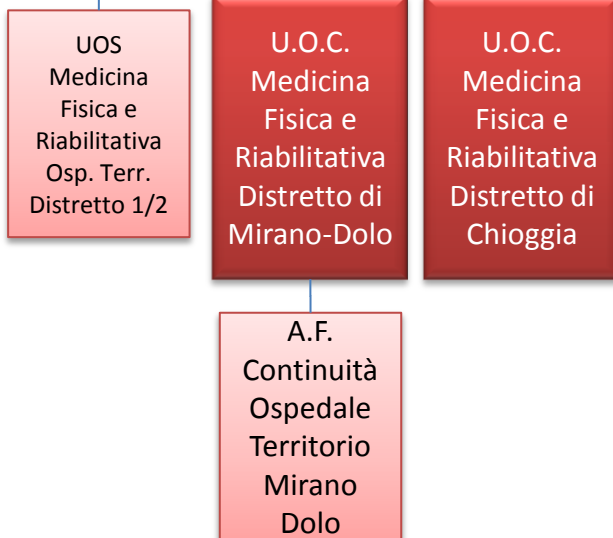 UOS
Medicina
Fisica e
Riabilitativa
Osp. Terr.
Distretto 1/2
U.O.C.
Medicina
Fisica e
Riabilitativa
Distretto di
Mirano-Dolo
U.O.C.
Medicina
Fisica e
Riabilitativa
Distretto di
Chioggia
A.F.
Continuità
Ospedale
Territorio
Mirano
Dolo